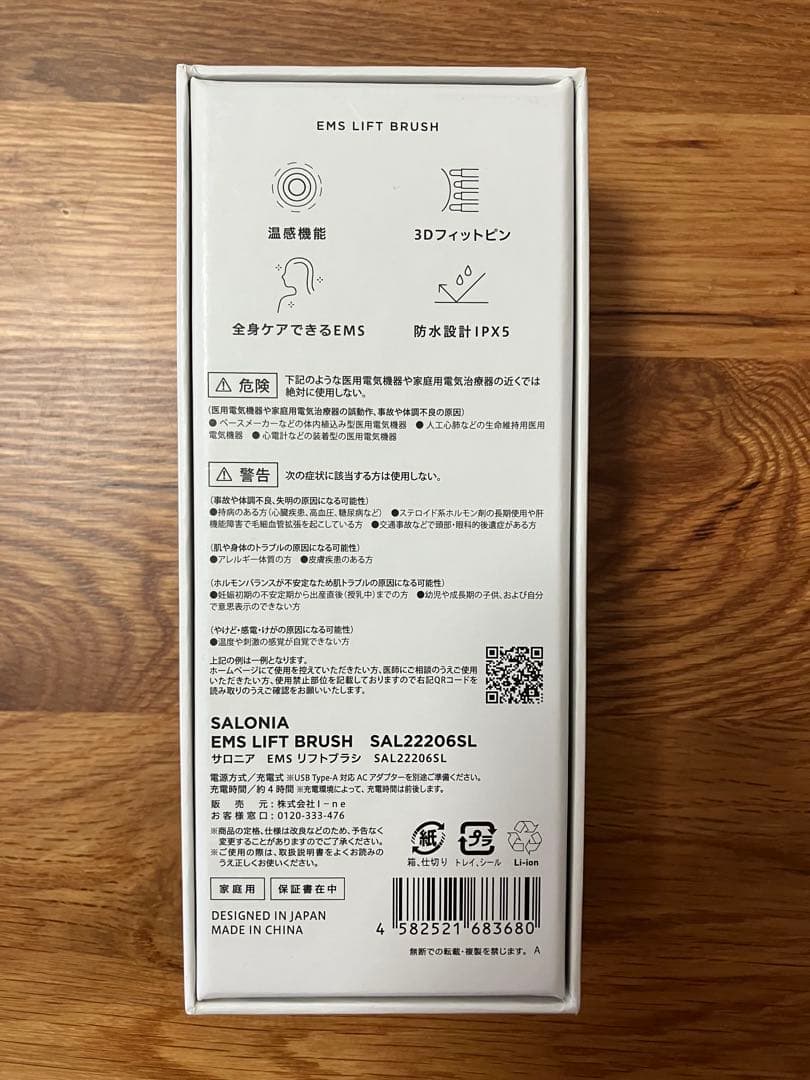 EMS LIFT BRUSH
温感機能
3Dフィットピン
全身ケアできるEMS
防水設計IPX5
危険
下記のような医用電気機器や家庭用電気治療器の近くでは
絶対に使用しない。
(医用電気機器や家庭用電気治療器の誤動作、事故や体調不良の原因)
●ペースメーカーなどの体内植込み型医用電気機器 ●人工心肺などの生命維持用医用
電気機器 ●心電計などの装着型の医用電気機器
警告
次の症状に該当する方は使用しない。
(事故や体調不良、失明の原因になる可能性)
●持病のある方(心臓疾患、高血圧、糖尿病など) ●ステロイド系ホルモン剤の長期使用や肝
機能障害で毛細血管拡張を起こしている方 ●交通事故などで頭部・眼科的後遺症がある方
(肌や身体のトラブルの原因になる可能性)
●アレルギー体質の方 ●皮膚疾患のある方
(ホルモンバランスが不安定なため肌トラブルの原因になる可能性)
●妊娠初期の不安定期から出産直後(授乳中)までの方 ●幼児や成長期の子供、および自分
で意思表示のできない方
(やけど・感電・けがの原因になる可能性)
●温度や刺激の感覚が自覚できない方
上記の例は一例となります。
ホームページにて使用を控えていただきたい方、医師にご相談のうえご使用
いただきたい方、使用禁止部位を記載しておりますので右記QRコードを
読み取りのうえご確認をお願いいたします。
SALONIA
EMS LIFT BRUSH SAL22206SL
サロニア EMS リフトブラシ SAL22206SL
電源方式/充電式 ※USB Type-A 対応 AC アダプターを別途ご準備ください。
充電時間/約4時間 ※充電環境によって、充電時間は前後します。
販売元:株式会社I-ne
お客様窓口:0120-333-476
※商品の定格、仕様は改良などのため、予告なく
変更することがありますのでご了承ください。
※ご使用の際は、取扱説明書をよくお読みの
うえ正しくお使いください。
紙
箱、仕切り
プラ
トレイ、シール
Li-ion
家庭用
保証書在中
DESIGNED IN JAPAN
MADE IN CHINA
4 582521 683680
無断での転載・複製を禁じます。 A